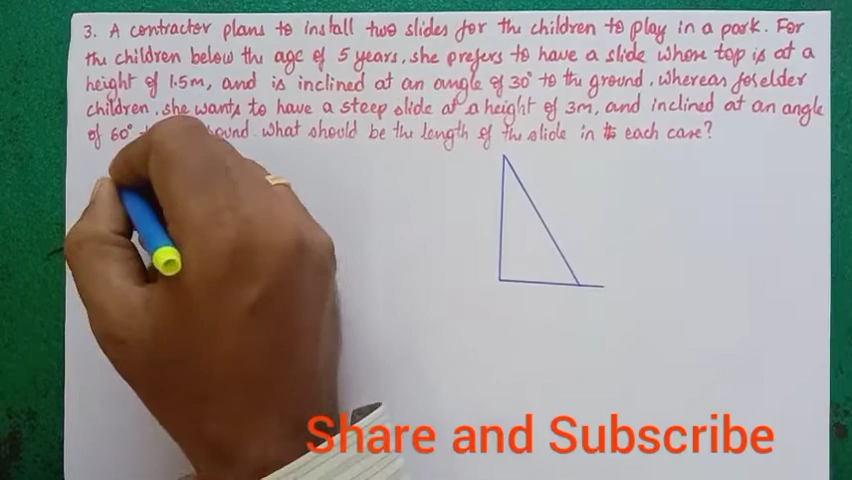 3. A contractor plans to install two slides for the children to play in a park. For
the children below the age of 5 years, she prefers to have a slide whose top is at a
height of 1.5m, and is inclined at an angle of 30° to the ground, whereas for elder
children, she wants to have a steep slide at a height of 3m, and inclined at an angle
of 60° ound. What should be the length of the slide in each case?
Share and Subscribe